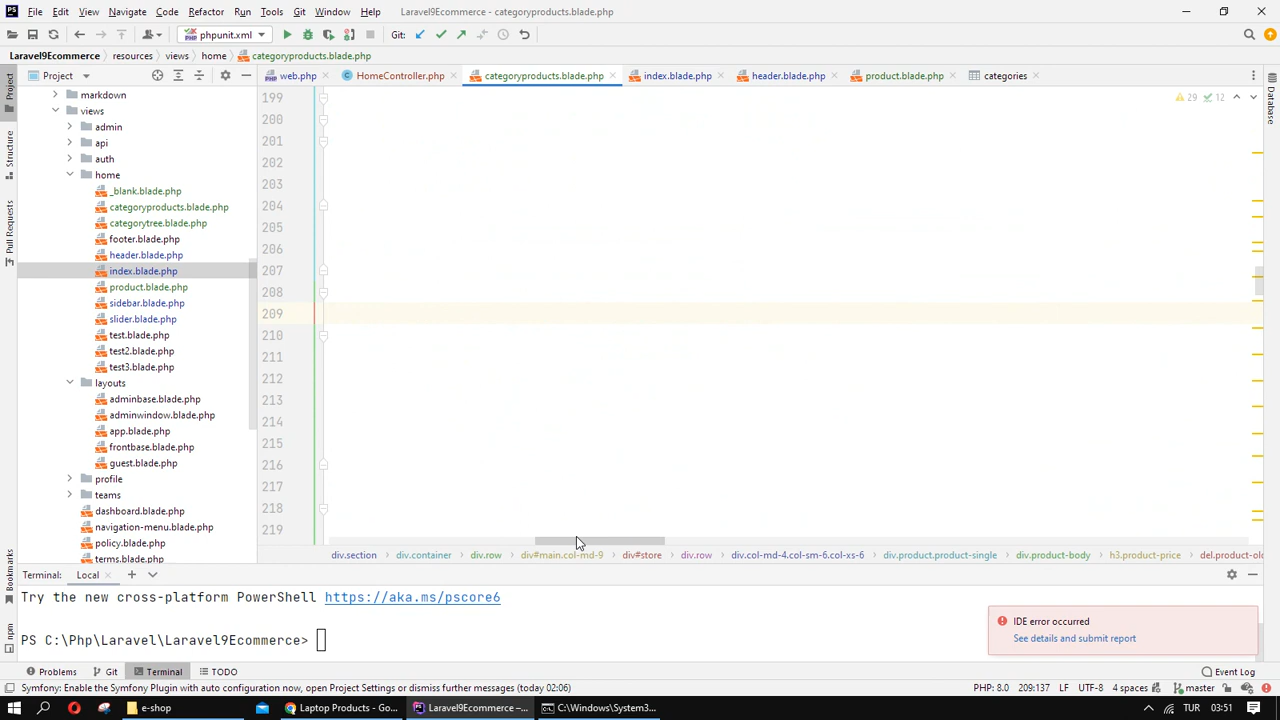 File Edit View Navigate Code Refactor Run Tools Git Window Help Laravel9Ecommerce - categoryproducts.blade.php
phpunit.xml Git:
Laravel9Ecommerce resources views home categoryproducts.blade.php
Project web.php HomeController.php categoryproducts.blade.php index.blade.php header.blade.php product.blade.php categories
Project
Structure
Pull Requests
Bookmarks
npm
Database
markdown
views
admin
api
auth
home
_blank.blade.php
categoryproducts.blade.php
categorytree.blade.php
footer.blade.php
header.blade.php
index.blade.php
product.blade.php
sidebar.blade.php
slider.blade.php
test.blade.php
test2.blade.php
test3.blade.php
layouts
adminbase.blade.php
adminwindow.blade.php
app.blade.php
frontbase.blade.php
guest.blade.php
profile
teams
dashboard.blade.php
navigation-menu.blade.php
policy.blade.php
terms.blade.php
29 12
199
200
201
202
203
204
205
206
207
208
209
210
211
212
213
214
215
216
217
218
219
div.section div.container div.row div#main.col-md-9 div#store div.row div.col-md-4.col-sm-6.col-xs-6 div.product.product-single div.product-body h3.product-price del.product-old
Terminal: Local
Try the new cross-platform PowerShell https://aka.ms/pscore6
PS C:\Php\Laravel\Laravel9Ecommerce>
IDE error occurred
See details and submit report
Problems Git Terminal TODO Event Log
Symfony: Enable the Symfony Plugin with auto configuration now, open Project Settings or dismiss further messages (today 02:06) PHP: 8.0 209:137 LF UTF-8 4 spaces master
e-shop Laptop Products - Go... Laravel9Ecommerce –... C:\Windows\System3... TUR 03:51